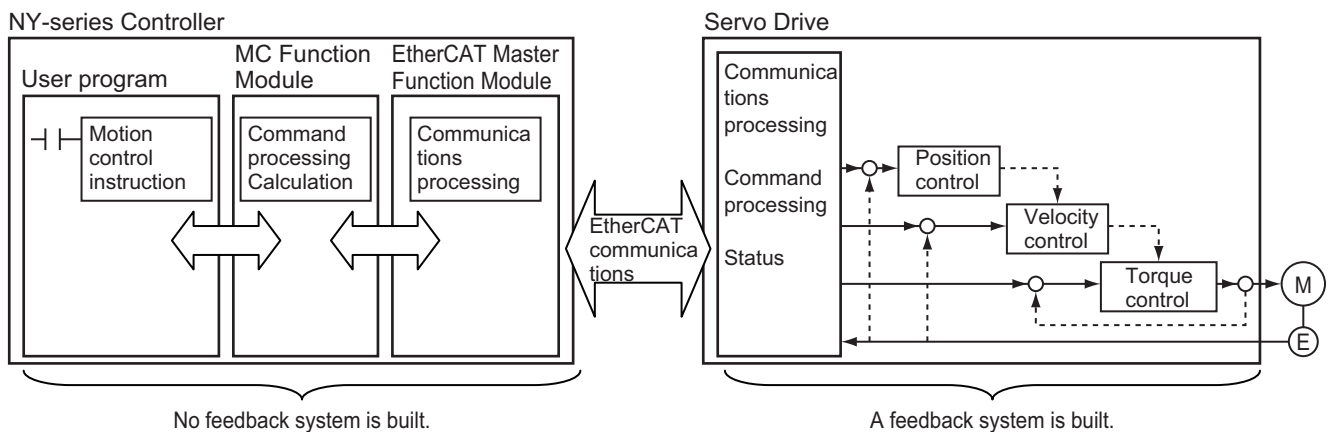 NY-series Controller
User program
Motion
control
instruction
MC Function
Module
Command
processing
Calculation
EtherCAT Master
Function Module
Communica
tions
processing
EtherCAT
communica
tions
Servo Drive
Communica
tions
processing
Command
processing
Status
Position
control
Velocity
control
Torque
control
M
E
No feedback system is built.
A feedback system is built.